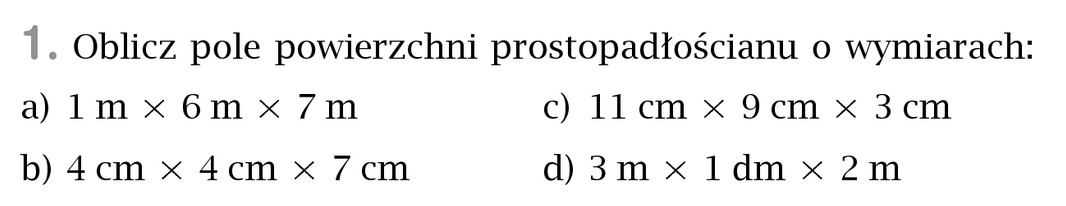 1. Oblicz pole powierzchni prostopadłościanu o wymiarach:
a) 1 m × 6 m × 7 m
c) 11 cm × 9 cm × 3 cm
b) 4 cm × 4 cm × 7 cm
d) 3 m × 1 dm × 2 m